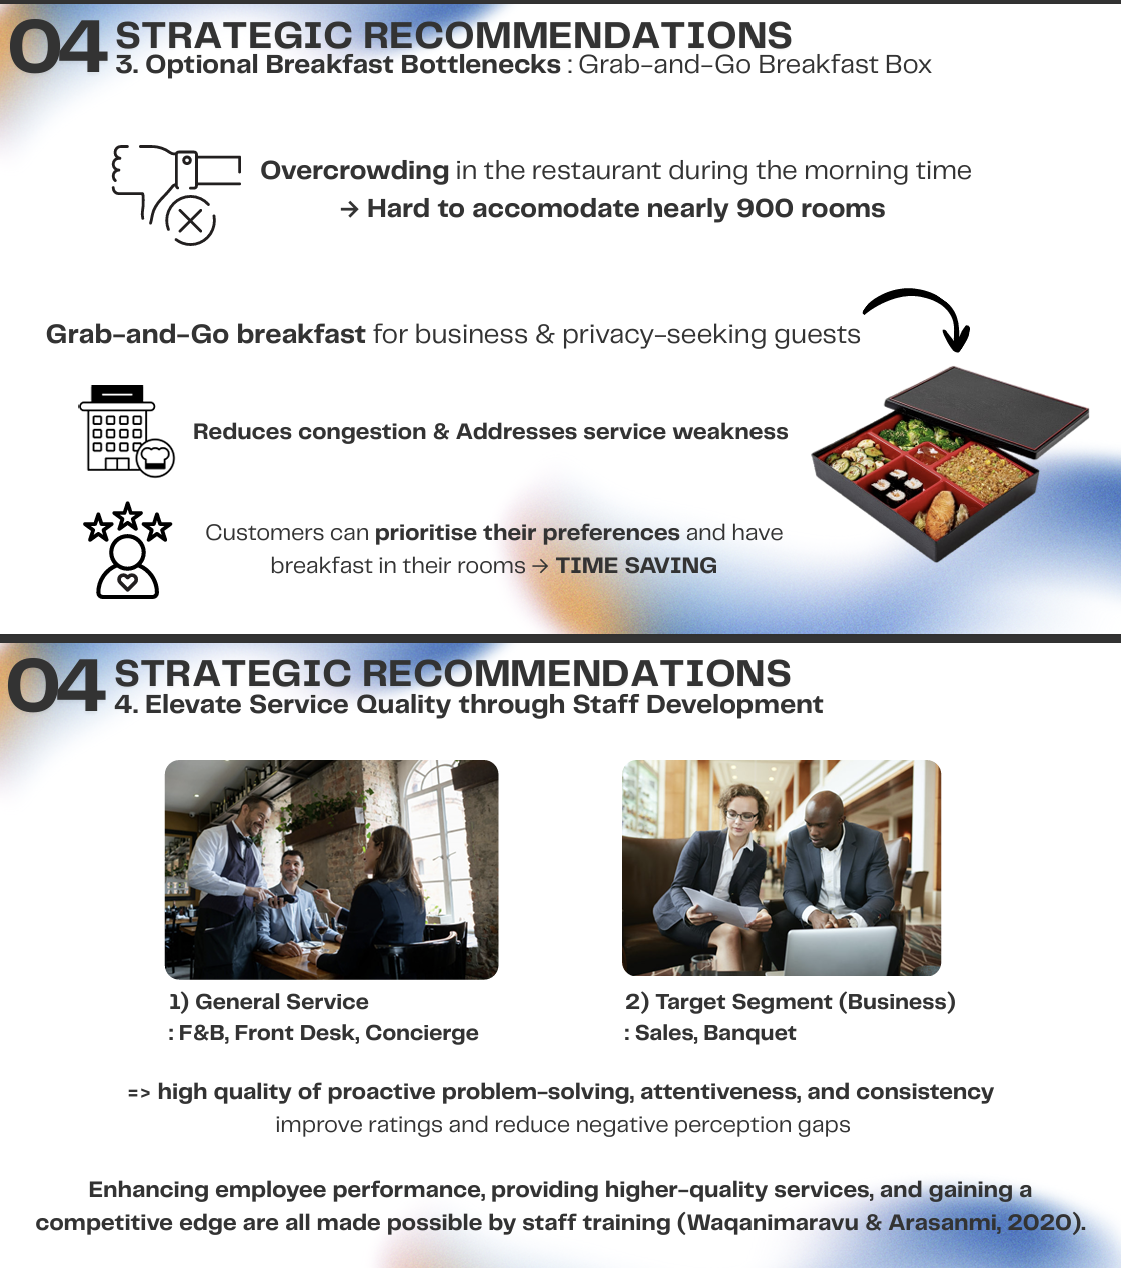 04 STRATEGIC RECOMMENDATIONS
3. Optional Breakfast Bottlenecks : Grab-and-Go Breakfast Box
Overcrowding in the restaurant during the morning time
→ Hard to accomodate nearly 900 rooms
Grab-and-Go breakfast for business & privacy-seeking guests
Reduces congestion & Addresses service weakness
Customers can prioritise their preferences and have
breakfast in their rooms → TIME SAVING
04 STRATEGIC RECOMMENDATIONS
4. Elevate Service Quality through Staff Development
1) General Service
: F&B, Front Desk, Concierge
2) Target Segment (Business)
: Sales, Banquet
=> high quality of proactive problem-solving, attentiveness, and consistency
improve ratings and reduce negative perception gaps
Enhancing employee performance, providing higher-quality services, and gaining a
competitive edge are all made possible by staff training (Waqanimaravu & Arasanmi, 2020).